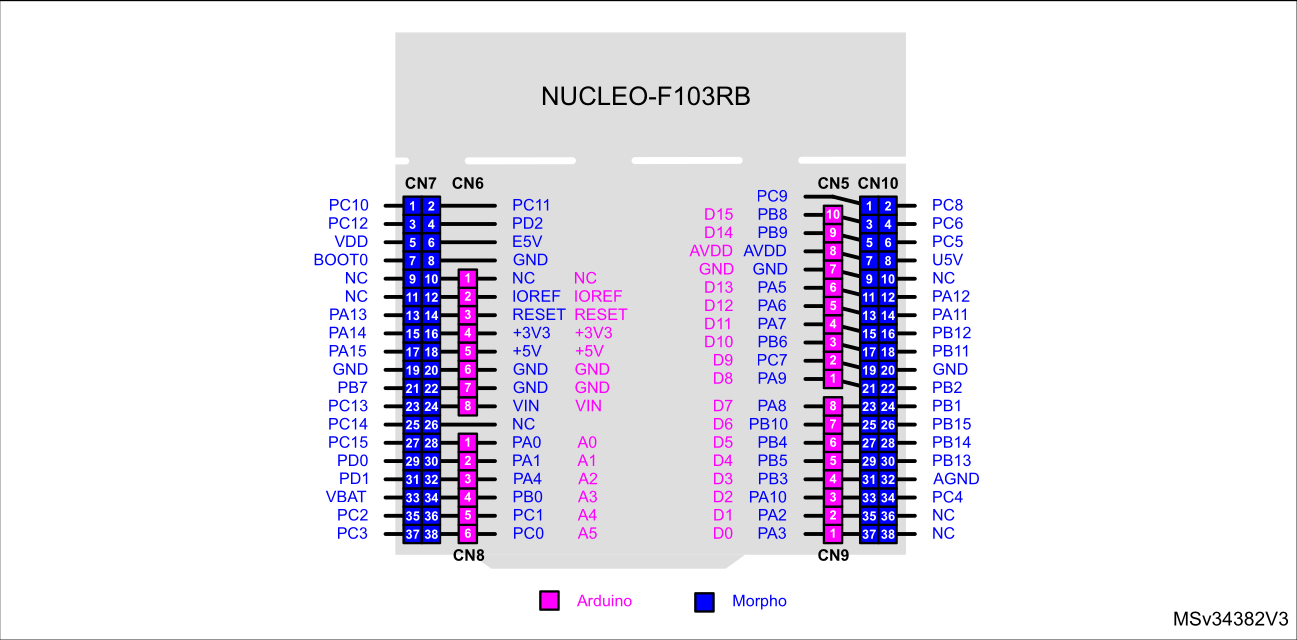 NUCLEO-F103RB
CN7 CN6 CN5 CN10
PC9
PC10 1 2 PC11 1 2 PC8
D15 PB8 10
PC12 3 4 PD2 3 4 PC6
D14 PB9 9
VDD 5 6 E5V 5 6 PC5
AVDD AVDD 8
BOOT0 7 8 GND 7 8 U5V
GND GND 7
NC 9 10 1 NC NC 9 10 NC
D13 PA5 6
NC 11 12 2 IOREF IOREF 11 12 PA12
D12 PA6 5
PA13 13 14 3 RESET RESET 13 14 PA11
D11 PA7 4
PA14 15 16 4 +3V3 +3V3 15 16 PB12
D10 PB6 3
PA15 17 18 5 +5V +5V 17 18 PB11
D9 PC7 2
GND 19 20 6 GND GND 19 20 GND
D8 PA9 1
PB7 21 22 7 GND GND 21 22 PB2
PC13 23 24 8 VIN VIN D7 PA8 8 23 24 PB1
PC14 25 26 NC D6 PB10 7 25 26 PB15
PC15 27 28 1 PA0 A0 D5 PB4 6 27 28 PB14
PD0 29 30 2 PA1 A1 D4 PB5 5 29 30 PB13
PD1 31 32 3 PA4 A2 D3 PB3 4 31 32 AGND
VBAT 33 34 4 PB0 A3 D2 PA10 3 33 34 PC4
PC2 35 36 5 PC1 A4 D1 PA2 2 35 36 NC
PC3 37 38 6 PC0 A5 D0 PA3 1 37 38 NC
CN8 CN9
Arduino Morpho
MSv34382V3